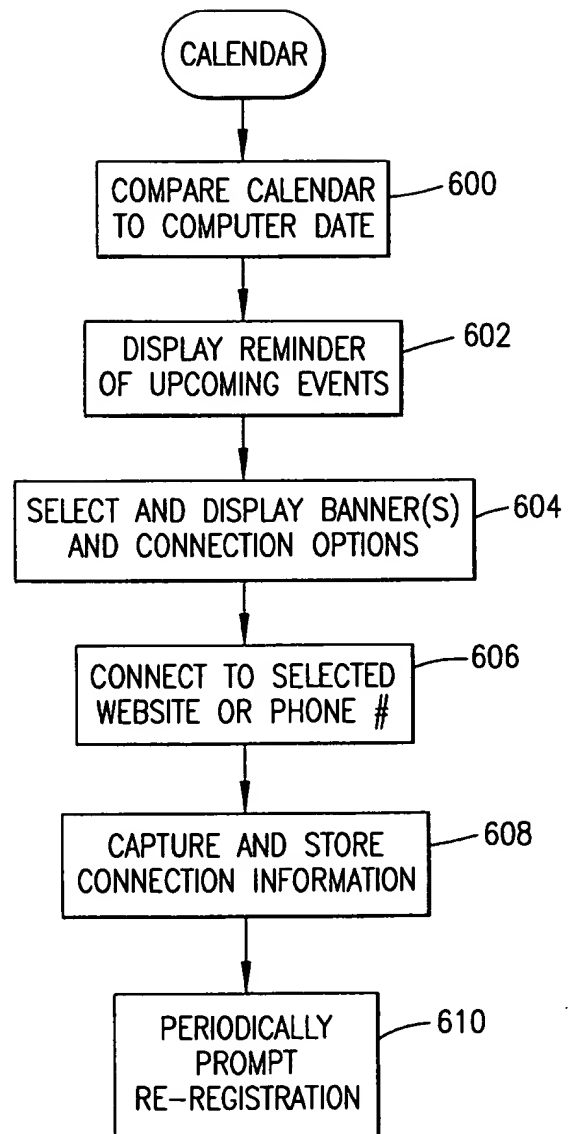 CALENDAR
COMPARE CALENDAR
TO COMPUTER DATE
600
DISPLAY REMINDER
OF UPCOMING EVENTS
602
SELECT AND DISPLAY BANNER(S)
AND CONNECTION OPTIONS
604
CONNECT TO SELECTED
WEBSITE OR PHONE #
606
CAPTURE AND STORE
CONNECTION INFORMATION
608
PERIODICALLY
PROMPT
RE-REGISTRATION
610